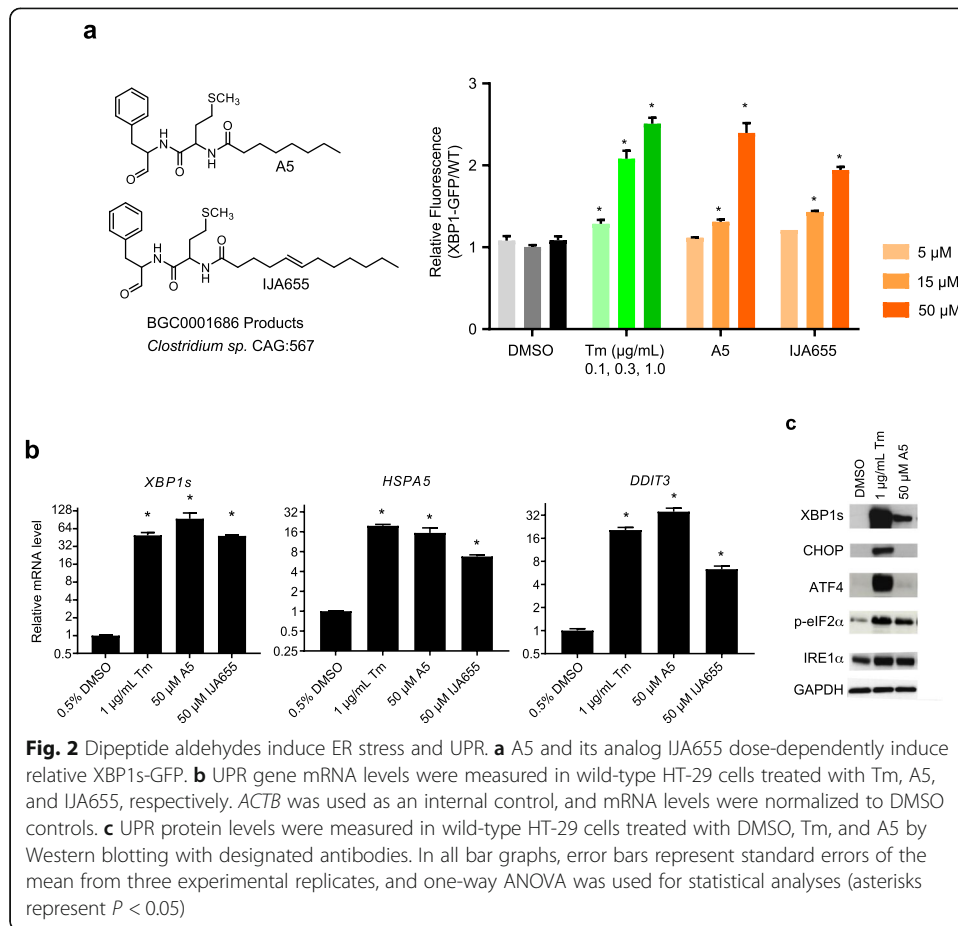 a
SCH3
O
H
N
N
H
O
O
A5
SCH3
O
H
N
N
H
O
O
IJA655
BGC0001686 Products
Clostridium sp. CAG:567
Relative Fluorescence
(XBP1-GFP/WT)
3
2
1
0
* * * * * * *
DMSO Tm (µg/mL) A5 IJA655
0.1, 0.3, 1.0
5 µM
15 µM
50 µM
b
XBP1s
Relative mRNA level
128
64
32
16
8
4
2
1
0.5
* * *
0.5% DMSO
1 µg/mL Tm
50 µM A5
50 µM IJA655
HSPA5
32
16
8
4
2
1
0.5
0.25
* * *
0.5% DMSO
1 µg/mL Tm
50 µM A5
50 µM IJA655
DDIT3
32
16
8
4
2
1
0.5
* * *
0.5% DMSO
1 µg/mL Tm
50 µM A5
50 µM IJA655
c
DMSO
1 µg/mL Tm
50 µM A5
XBP1s
CHOP
ATF4
p-eIF2α
IRE1α
GAPDH
Fig. 2 Dipeptide aldehydes induce ER stress and UPR. a A5 and its analog IJA655 dose-dependently induce
relative XBP1s-GFP. b UPR gene mRNA levels were measured in wild-type HT-29 cells treated with Tm, A5,
and IJA655, respectively. ACTB was used as an internal control, and mRNA levels were normalized to DMSO
controls. c UPR protein levels were measured in wild-type HT-29 cells treated with DMSO, Tm, and A5 by
Western blotting with designated antibodies. In all bar graphs, error bars represent standard errors of the
mean from three experimental replicates, and one-way ANOVA was used for statistical analyses (asterisks
represent P < 0.05)